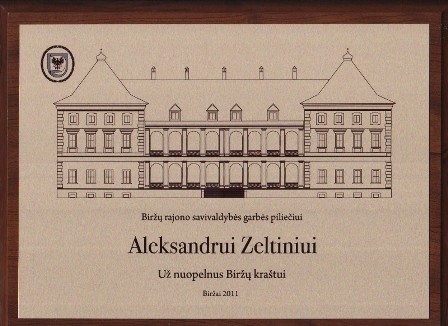 Biržų rajono savivaldybės garbės piliečiui
Aleksandrui Zeltiniui
Už nuopelnus Biržų kraštui
Biržai 2011